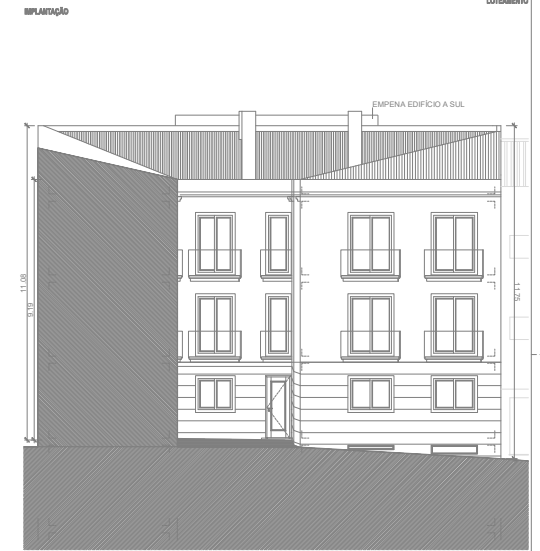 LOTEAMENTO
IMPLANTAÇÃO
EMPENA EDIFÍCIO A SUL
11.08
9.19
11.75